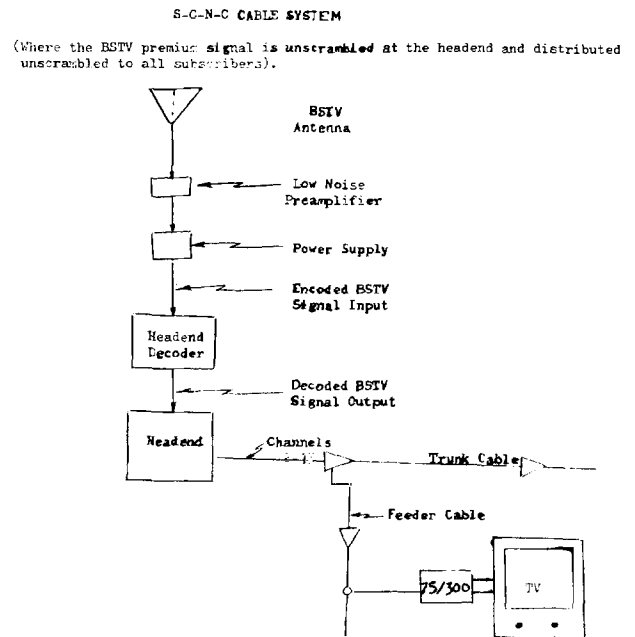 S-C-N-C CABLE SYSTEM
(Where the BSTV premium signal is unscrambled at the headend and distributed
unscrambled to all subscribers).
BSTV
Antenna
Low Noise
Preamplifier
Power Supply
Encoded BSTV
Signal Input
Headend
Decoder
Decoded BSTV
Signal Output
Headend
Channels
Trunk Cable
Feeder Cable
75/300
TV